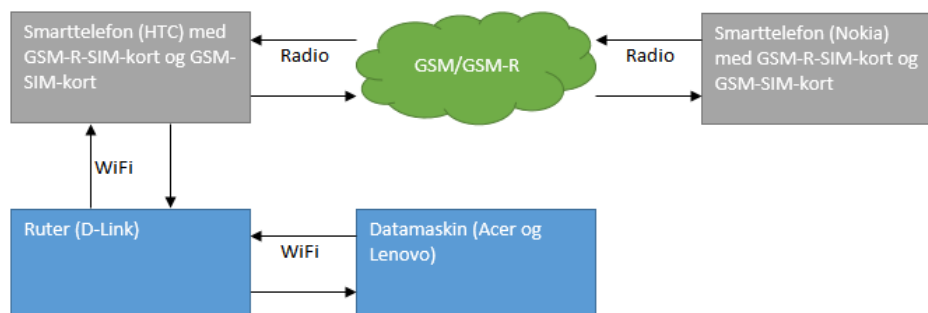 Smarttelefon (HTC) med
GSM-R-SIM-kort og GSM-
SIM-kort
Radio
GSM/GSM-R
Radio
Smarttelefon (Nokia)
med GSM-R-SIM-kort og
GSM-SIM-kort
WiFi
Ruter (D-Link)
WiFi
Datamaskin (Acer og
Lenovo)